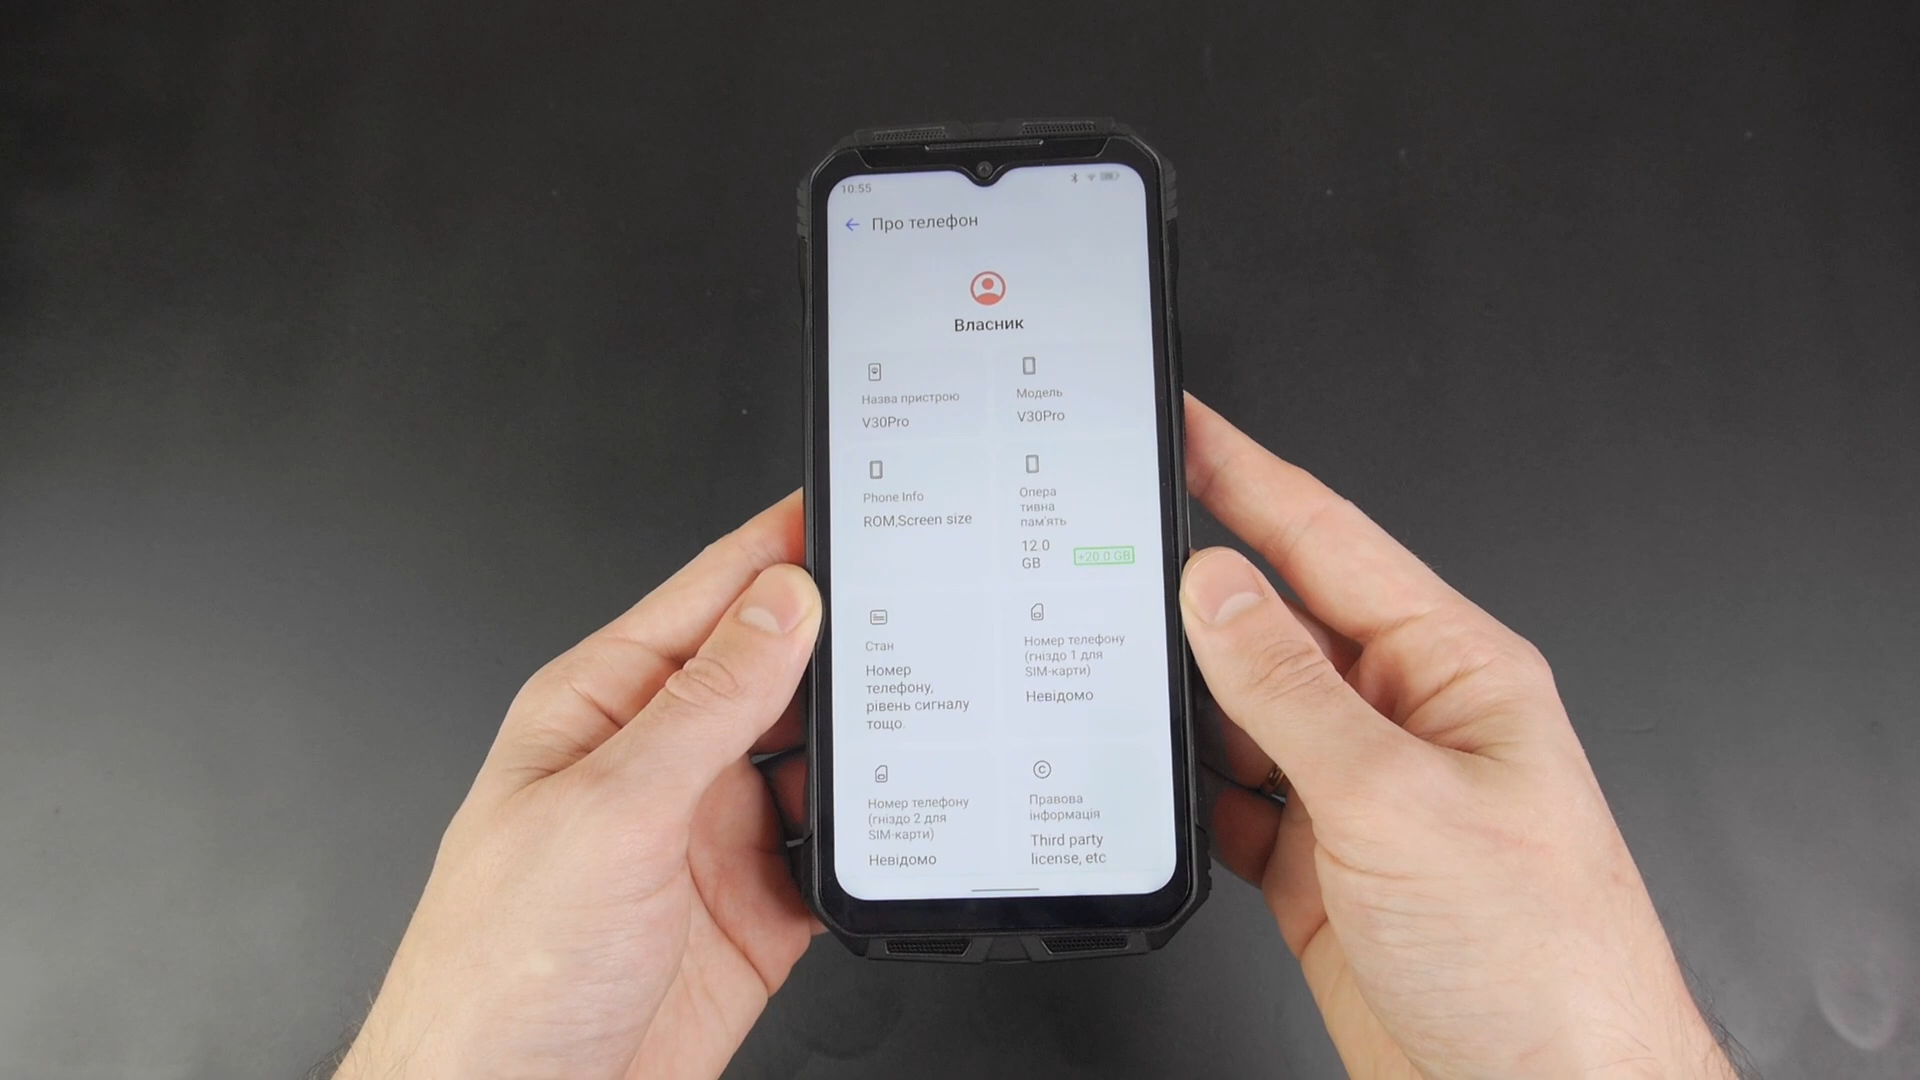 10:55
Про телефон
Власник
Назва пристрою
V30Pro
Модель
V30Pro
Phone Info
ROM,Screen size
Опера
тивна
пам'ять
12.0
GB
+20.0 GB
Стан
Номер
телефону,
рівень сигналу
тощо.
Номер телефону
(гніздо 1 для
SIM-карти)
Невідомо
Номер телефону
(гніздо 2 для
SIM-карти)
Невідомо
Правова
інформація
Third party
license, etc